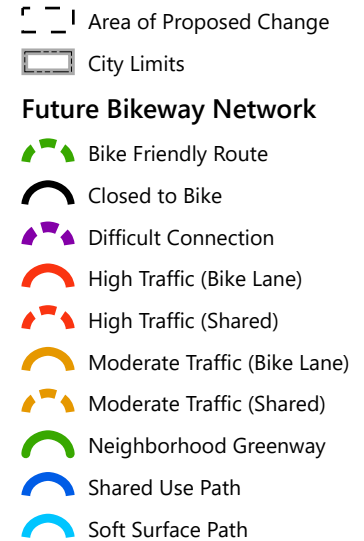 Area of Proposed Change
City Limits
Future Bikeway Network
Bike Friendly Route
Closed to Bike
Difficult Connection
High Traffic (Bike Lane)
High Traffic (Shared)
Moderate Traffic (Bike Lane)
Moderate Traffic (Shared)
Neighborhood Greenway
Shared Use Path
Soft Surface Path